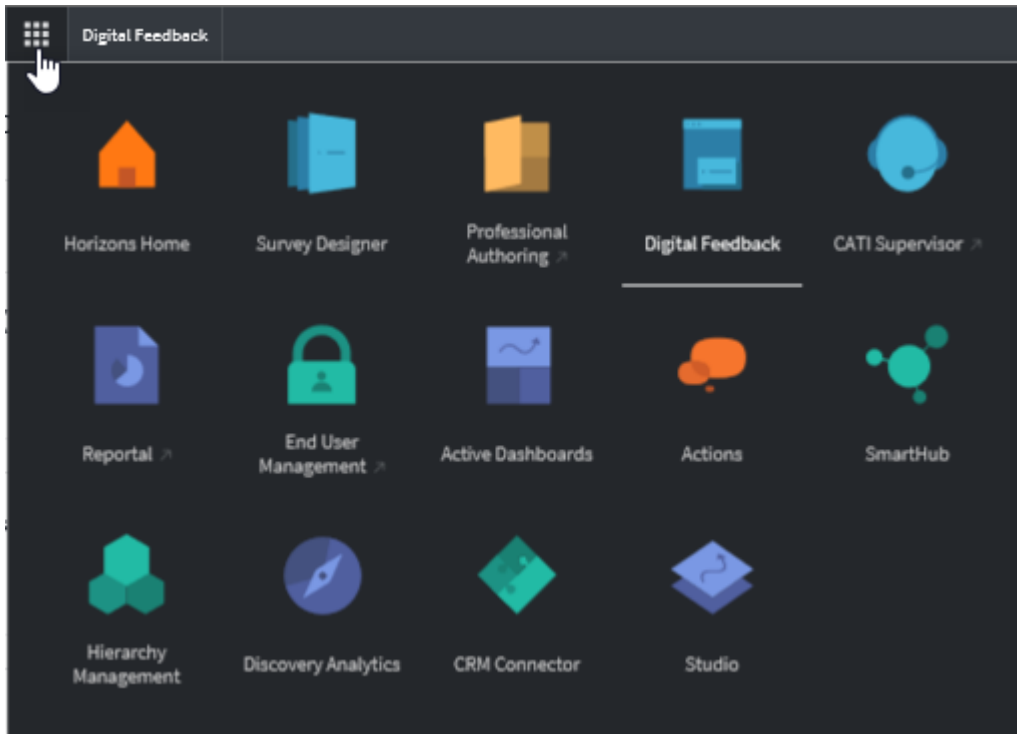 Digital Feedback
Horizons Home
Survey Designer
Professional
Authoring
Digital Feedback
CATI Supervisor
Reportal
End User
Management
Active Dashboards
Actions
SmartHub
Hierarchy
Management
Discovery Analytics
CRM Connector
Studio